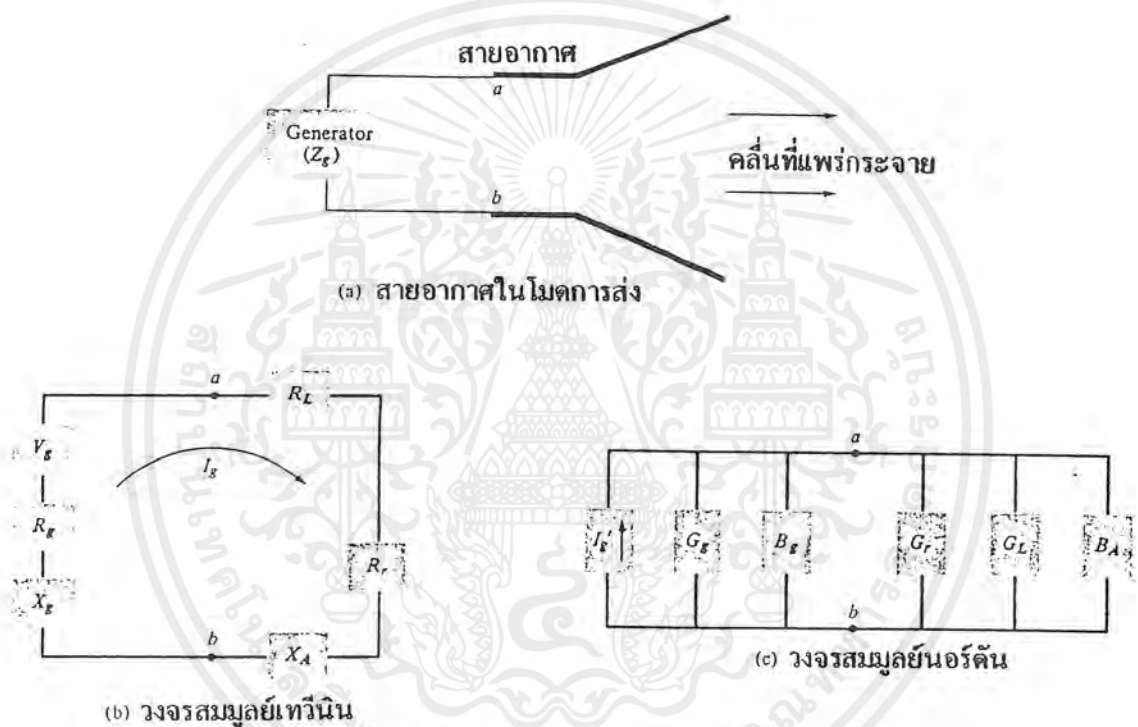 สายอากาศ
a
Generator
(Z_g)
คลื่นที่แพร่กระจาย
b
(a) สายอากาศในโมดการส่ง
a
R_L
V_g
I_g
R_g
R_r
X_g
b
X_A
(b) วงจรสมมูลย์เทวีนิน
a
I_g' G_g B_g G_r G_L B_A
b
(c) วงจรสมมูลย์นอร์ตัน